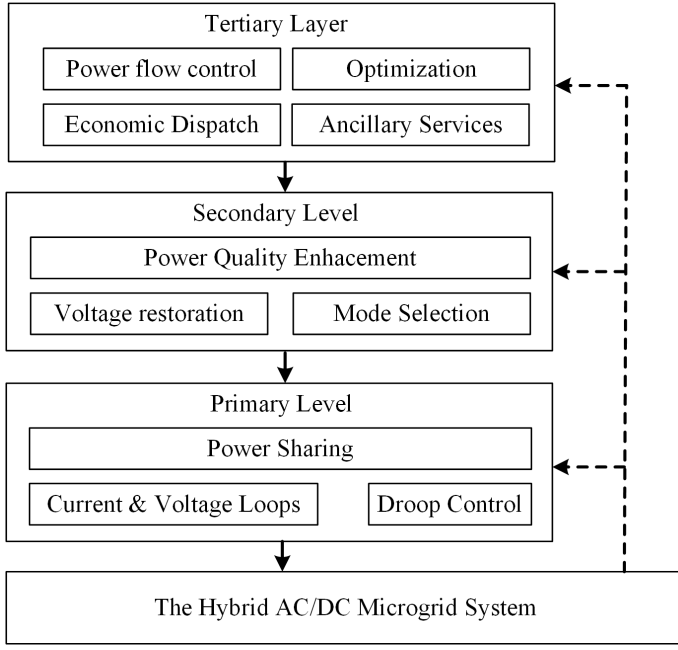 Tertiary Layer
Power flow control
Optimization
Economic Dispatch
Ancillary Services
Secondary Level
Power Quality Enhacement
Voltage restoration
Mode Selection
Primary Level
Power Sharing
Current & Voltage Loops
Droop Control
The Hybrid AC/DC Microgrid System